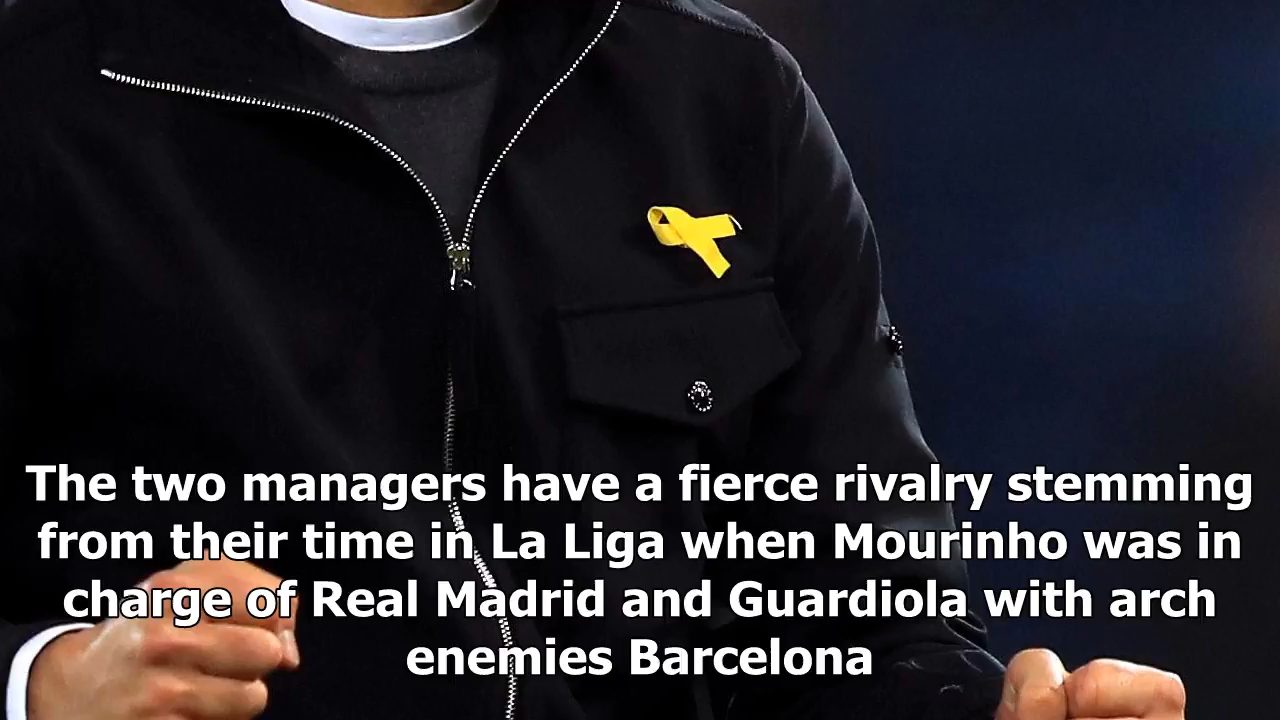 The two managers have a fierce rivalry stemming
from their time in La Liga when Mourinho was in
charge of Real Madrid and Guardiola with arch
enemies Barcelona